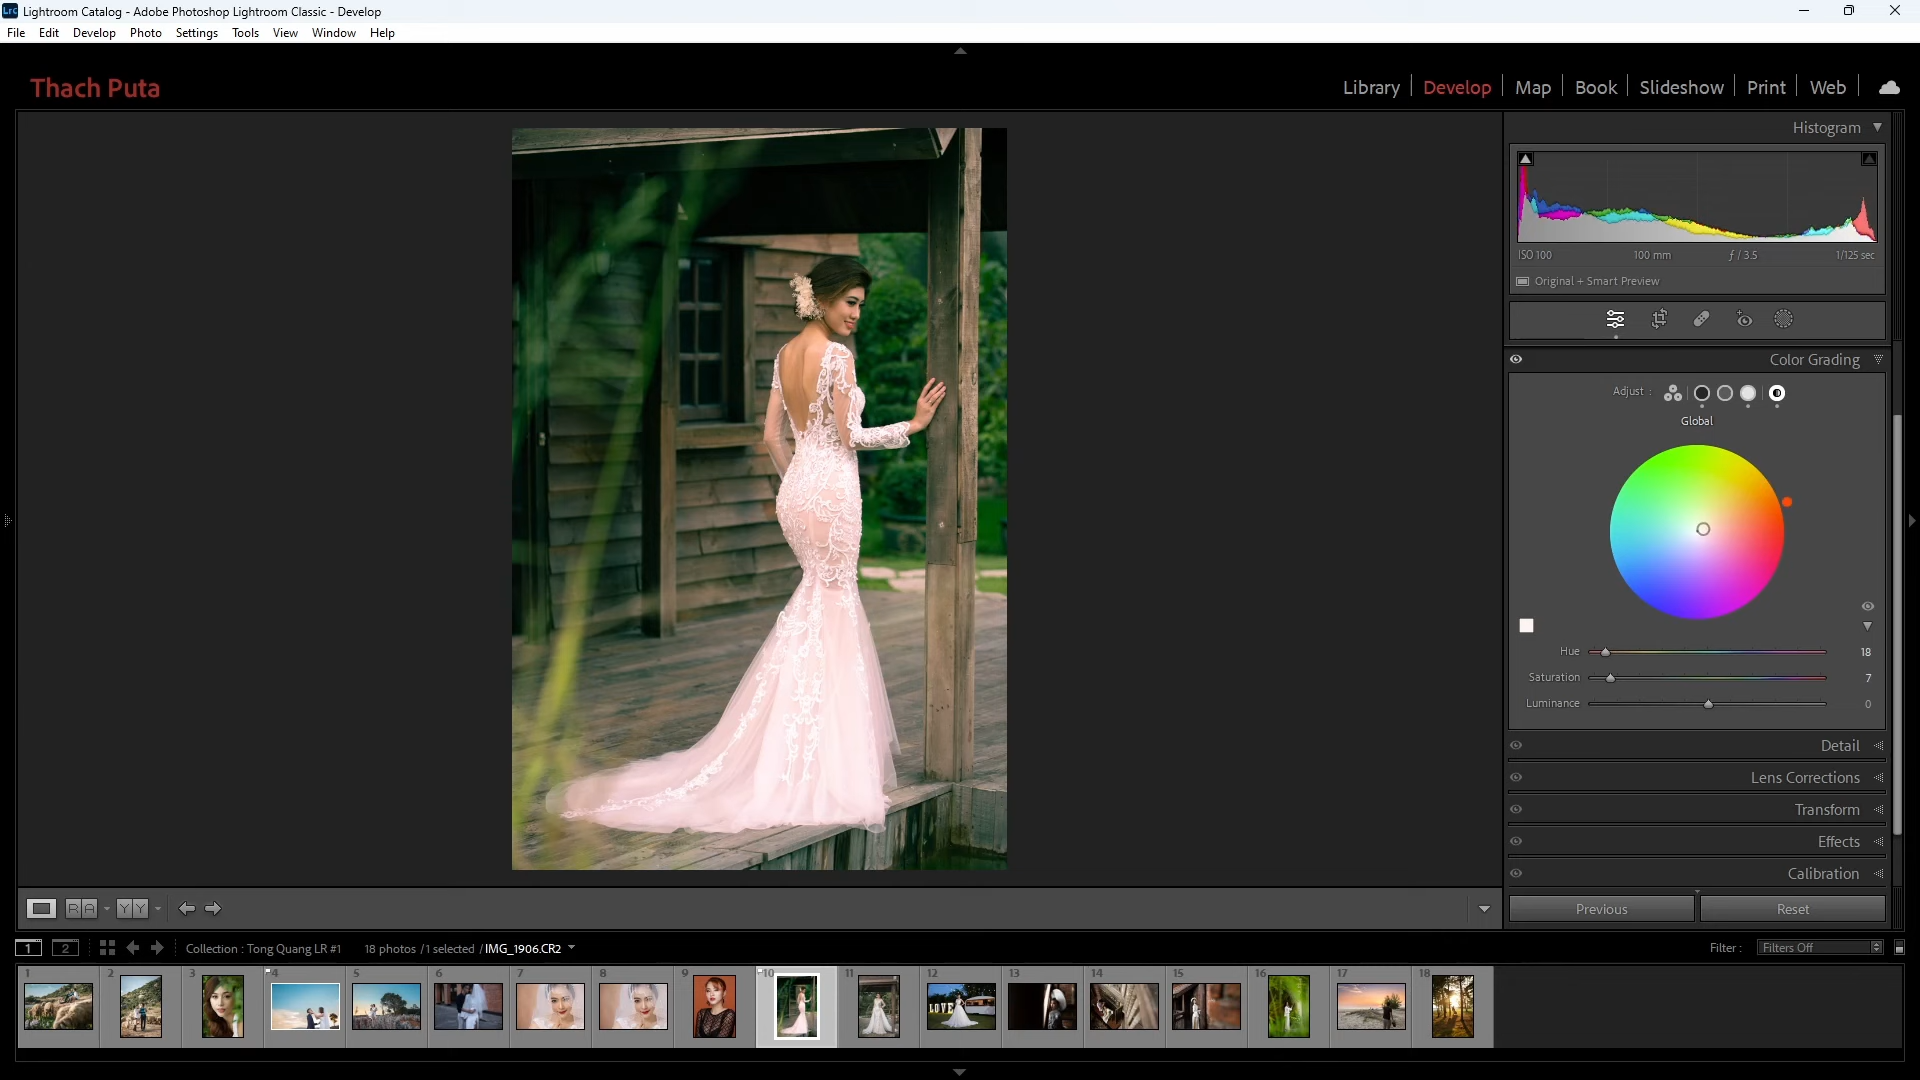 Lightroom Catalog - Adobe Photoshop Lightroom Classic - Develop
File Edit Develop Photo Settings Tools View Window Help
Thach Puta
Library Develop Map Book Slideshow Print Web
Histogram
ISO 100 100 mm ƒ / 3.5 1/125 sec
Original + Smart Preview
Color Grading
Adjust :
Global
Hue 18
Saturation 7
Luminance 0
Detail
Lens Corrections
Transform
Effects
Calibration
R A Y Y
Previous Reset
1 2 Collection : Tong Quang LR #1 18 photos / 1 selected / IMG_1906.CR2 Filter : Filters Off
1 2 3 4 5 6 7 8 9 10 11 12 13 14 15 16 17 18
LOVE